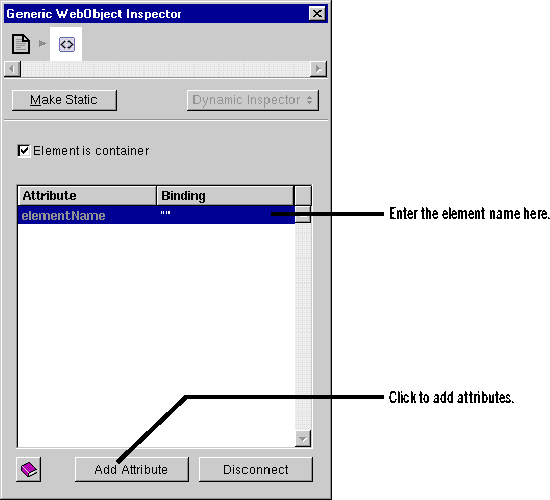 Generic WebObject Inspector
Make Static
Dynamic Inspector
Element is container
Attribute Binding
elementName ""
Enter the element name here.
Click to add attributes.
Add Attribute
Disconnect